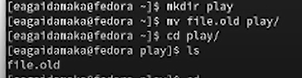 [eagaidamaka@fedora ~]$ mkdir play
[eagaidamaka@fedora ~]$ mv file.old play/
[eagaidamaka@fedora ~]$ cd play/
[eagaidamaka@fedora play]$ ls
file.old